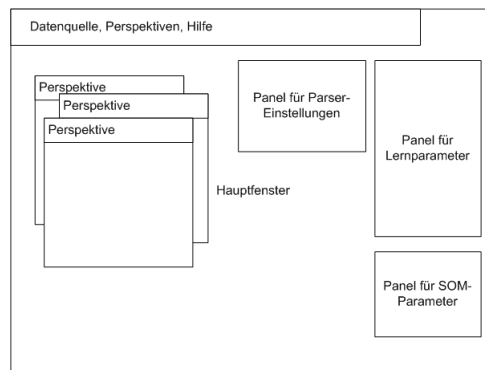 Datenquelle, Perspektiven, Hilfe
Perspektive
Perspektive
Perspektive
Hauptfenster
Panel für Parser-
Einstellungen
Panel für
Lernparameter
Panel für SOM-
Parameter